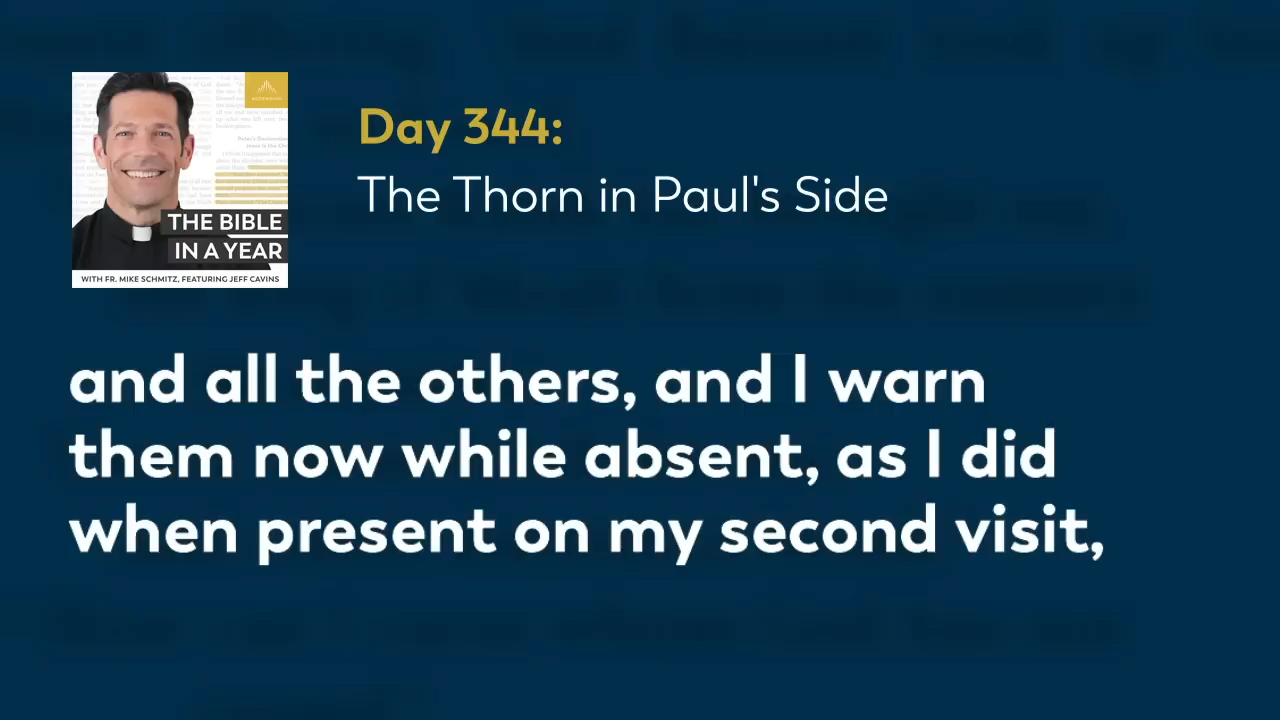 THE BIBLE
IN A YEAR
WITH FR. MIKE SCHMITZ, FEATURING JEFF CAVINS
Day 344:
The Thorn in Paul's Side
and all the others, and I warn
them now while absent, as I did
when present on my second visit,